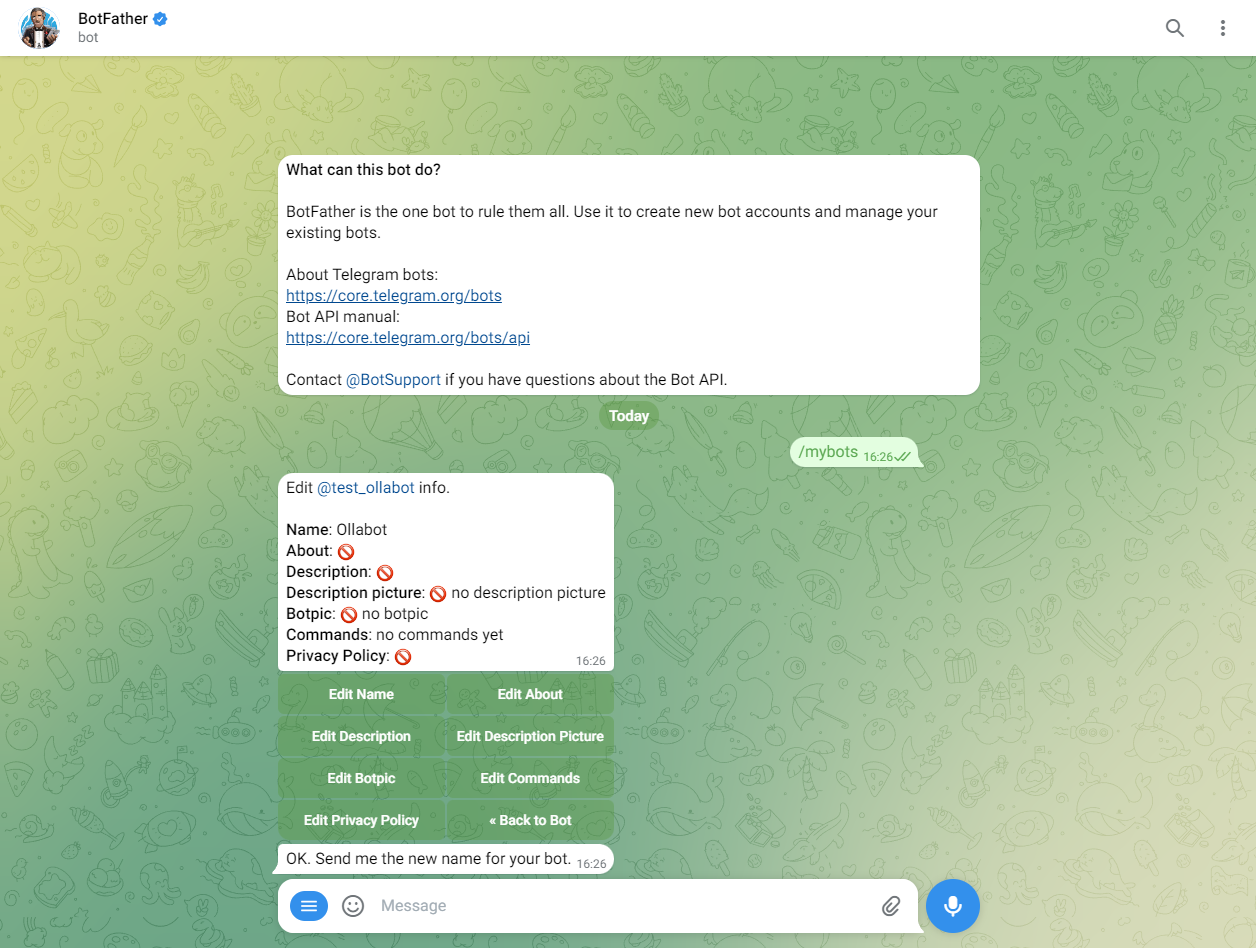 BotFather
bot
What can this bot do?
BotFather is the one bot to rule them all. Use it to create new bot accounts and manage your
existing bots.
About Telegram bots:
https://core.telegram.org/bots
Bot API manual:
https://core.telegram.org/bots/api
Contact @BotSupport if you have questions about the Bot API.
Today
/mybots 16:26
Edit @test_ollabot info.
Name: Ollabot
About: 🚫
Description: 🚫
Description picture: 🚫 no description picture
Botpic: 🚫 no botpic
Commands: no commands yet
Privacy Policy: 🚫 16:26
Edit Name Edit About
Edit Description Edit Description Picture
Edit Botpic Edit Commands
Edit Privacy Policy « Back to Bot
OK. Send me the new name for your bot. 16:26
Message